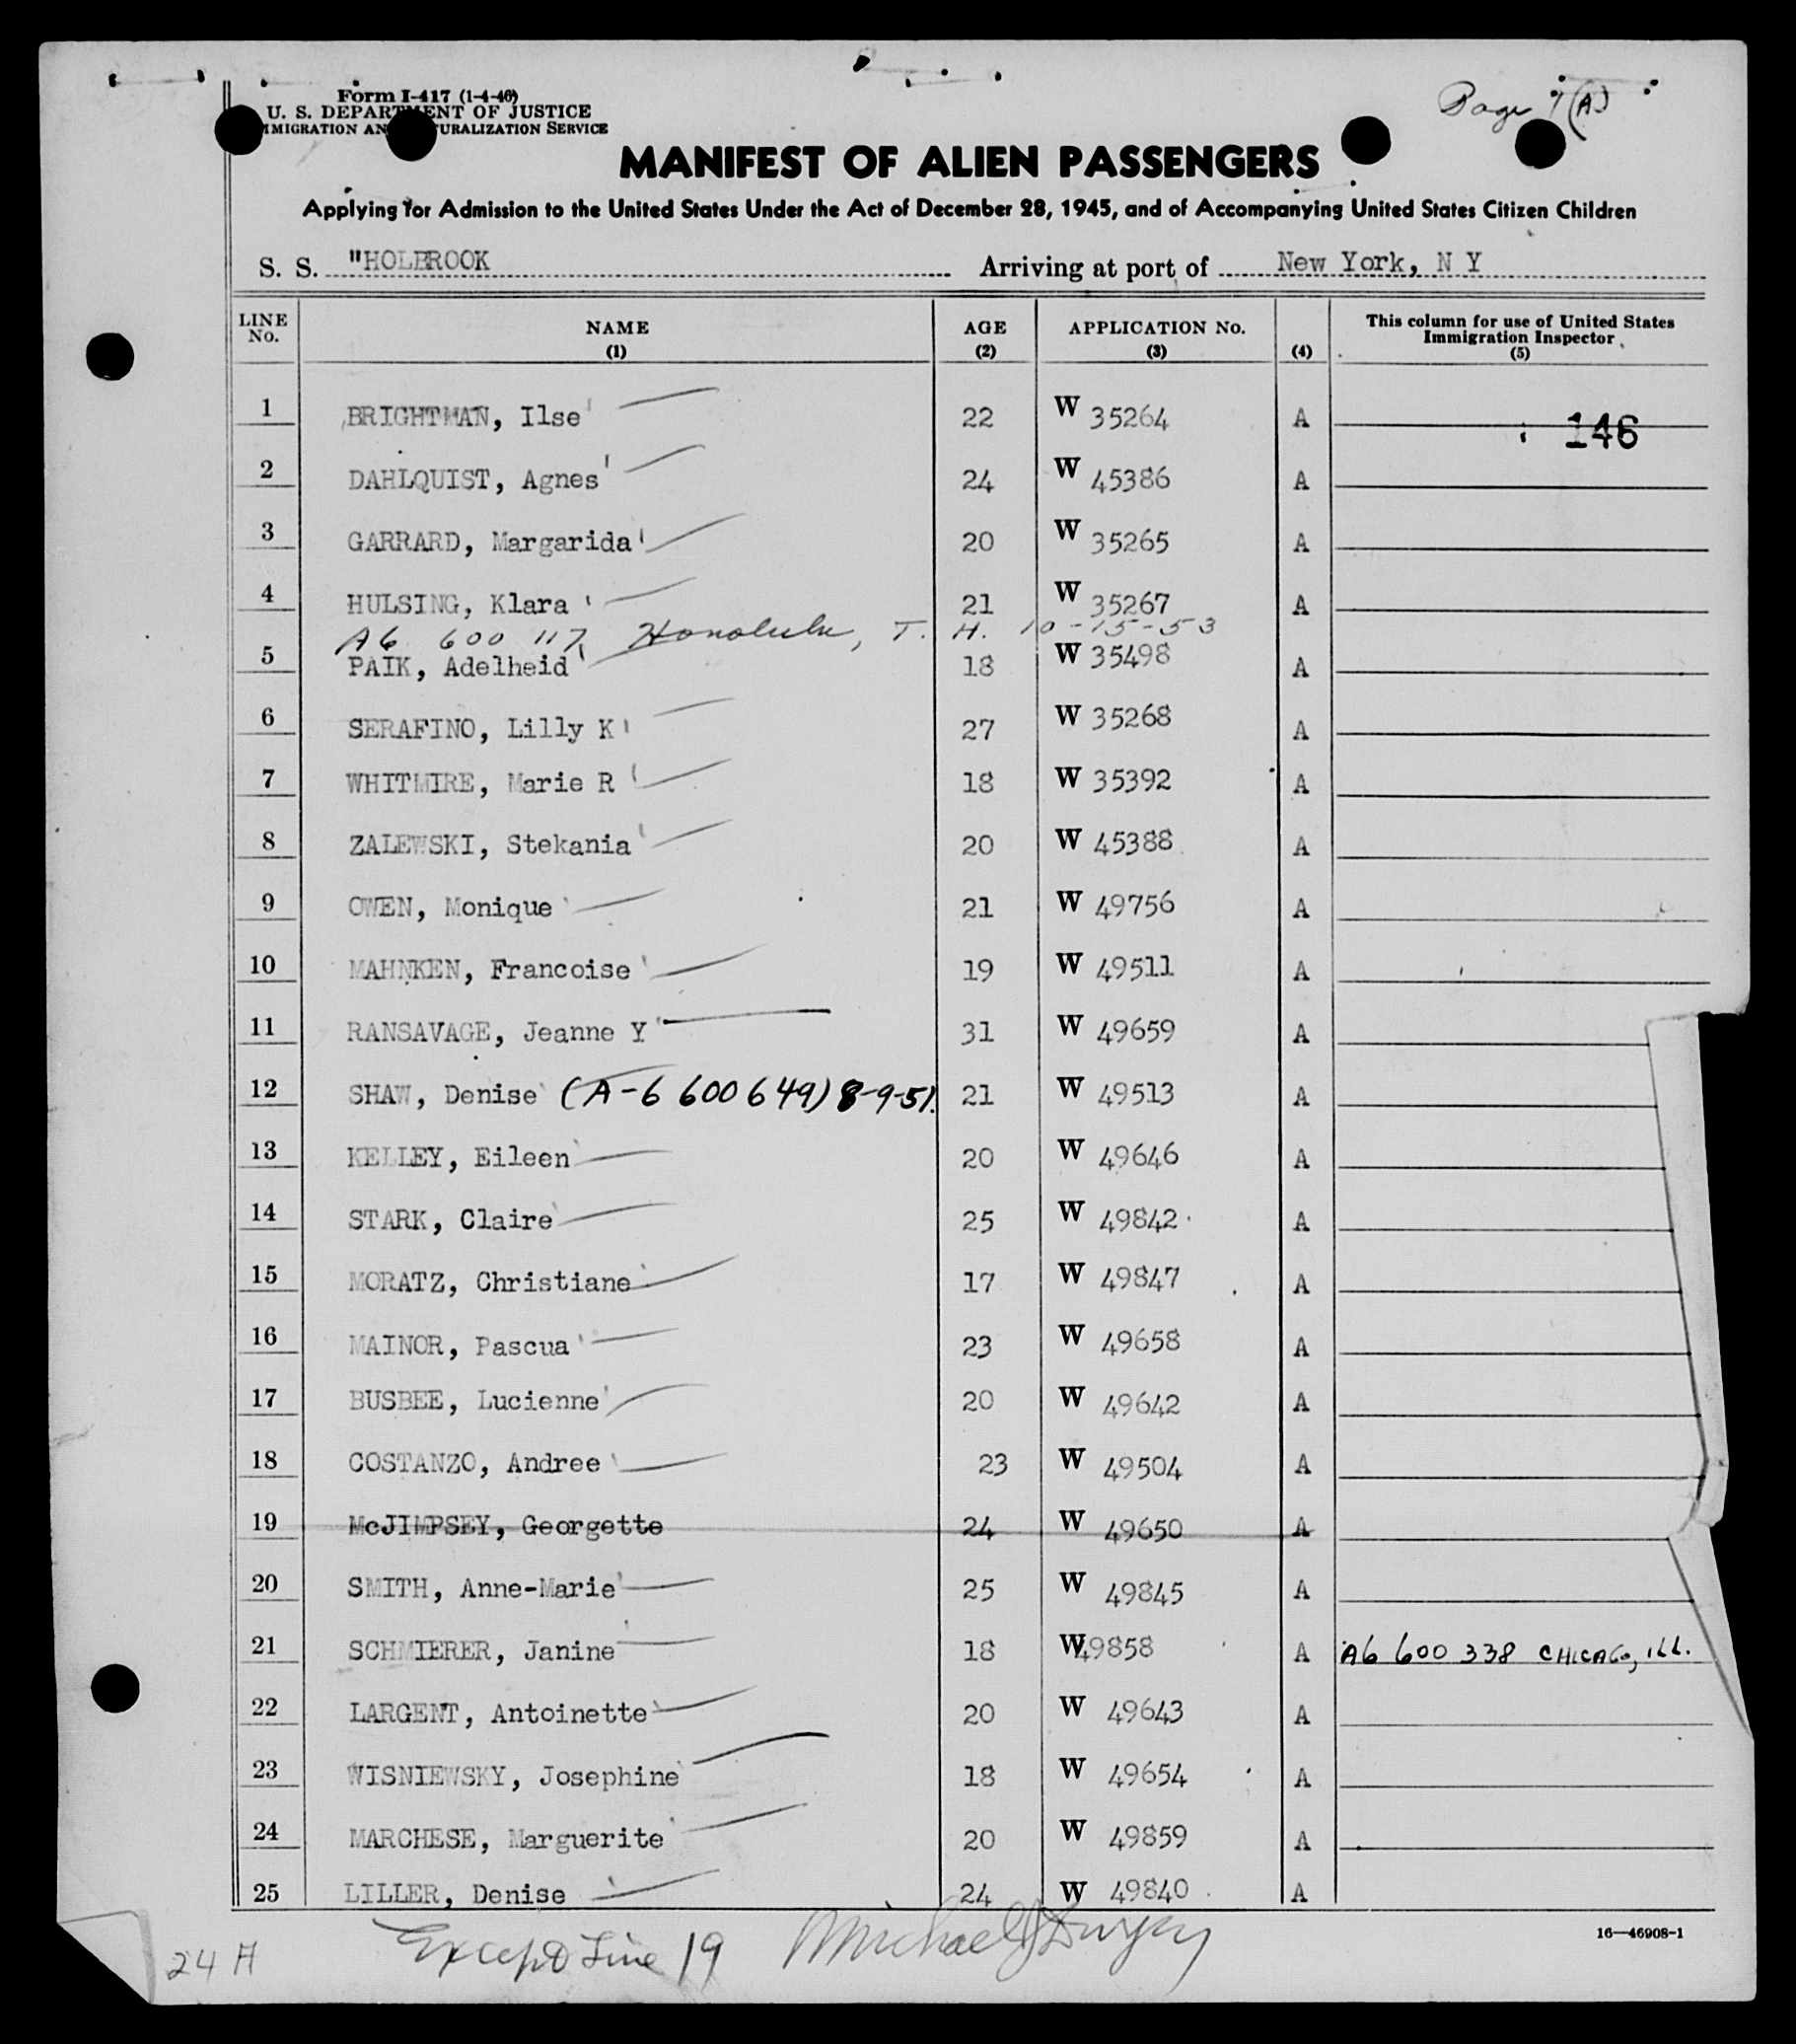 Page 1 (A)
Form I-417 (1-4-46)
U. S. DEPARTMENT OF JUSTICE
IMMIGRATION AND NATURALIZATION SERVICE
MANIFEST OF ALIEN PASSENGERS
Applying for Admission to the United States Under the Act of December 28, 1945, and of Accompanying United States Citizen Children
S. S. "HOLBROOK Arriving at port of New York, N Y
LINE No. NAME (1) AGE (2) APPLICATION No. (3) (4) This column for use of United States Immigration Inspector (5)
1 BRIGHTMAN, Ilse 22 W 35264 A 146
2 DAHLQUIST, Agnes 24 W 45386 A
3 GARRARD, Margarida 20 W 35265 A
4 HULSING, Klara 21 W 35267 A
A6 600 117 Honolulu, T. H. 10-15-53
5 PAIK, Adelheid 18 W 35498 A
6 SERAFINO, Lilly K 27 W 35268 A
7 WHITMIRE, Marie R 18 W 35392 A
8 ZALEWSKI, Stekania 20 W 45388 A
9 OWEN, Monique 21 W 49756 A
10 MAHNKEN, Francoise 19 W 49511 A
11 RANSAVAGE, Jeanne Y 31 W 49659 A
12 SHAW, Denise (A-6 600 649) 8-9-51. 21 W 49513 A
13 KELLEY, Eileen 20 W 49646 A
14 STARK, Claire 25 W 49842 A
15 MORATZ, Christiane 17 W 49847 A
16 MAINOR, Pascua 23 W 49658 A
17 BUSBEE, Lucienne 20 W 49642 A
18 COSTANZO, Andree 23 W 49504 A
19 McJIMPSEY, Georgette 24 W 49650 A
20 SMITH, Anne-Marie 25 W 49845 A
21 SCHMIERER, Janine 18 W 49858 A A6 600 338 CHICAGO, ILL.
22 LARGENT, Antoinette 20 W 49643 A
23 WISNIEWSKY, Josephine 18 W 49654 A
24 MARCHESE, Marguerite 20 W 49859 A
25 LILLER, Denise 24 W 49840 A
16—46908-1
24 A Except Line 19 Michael J Dwyer